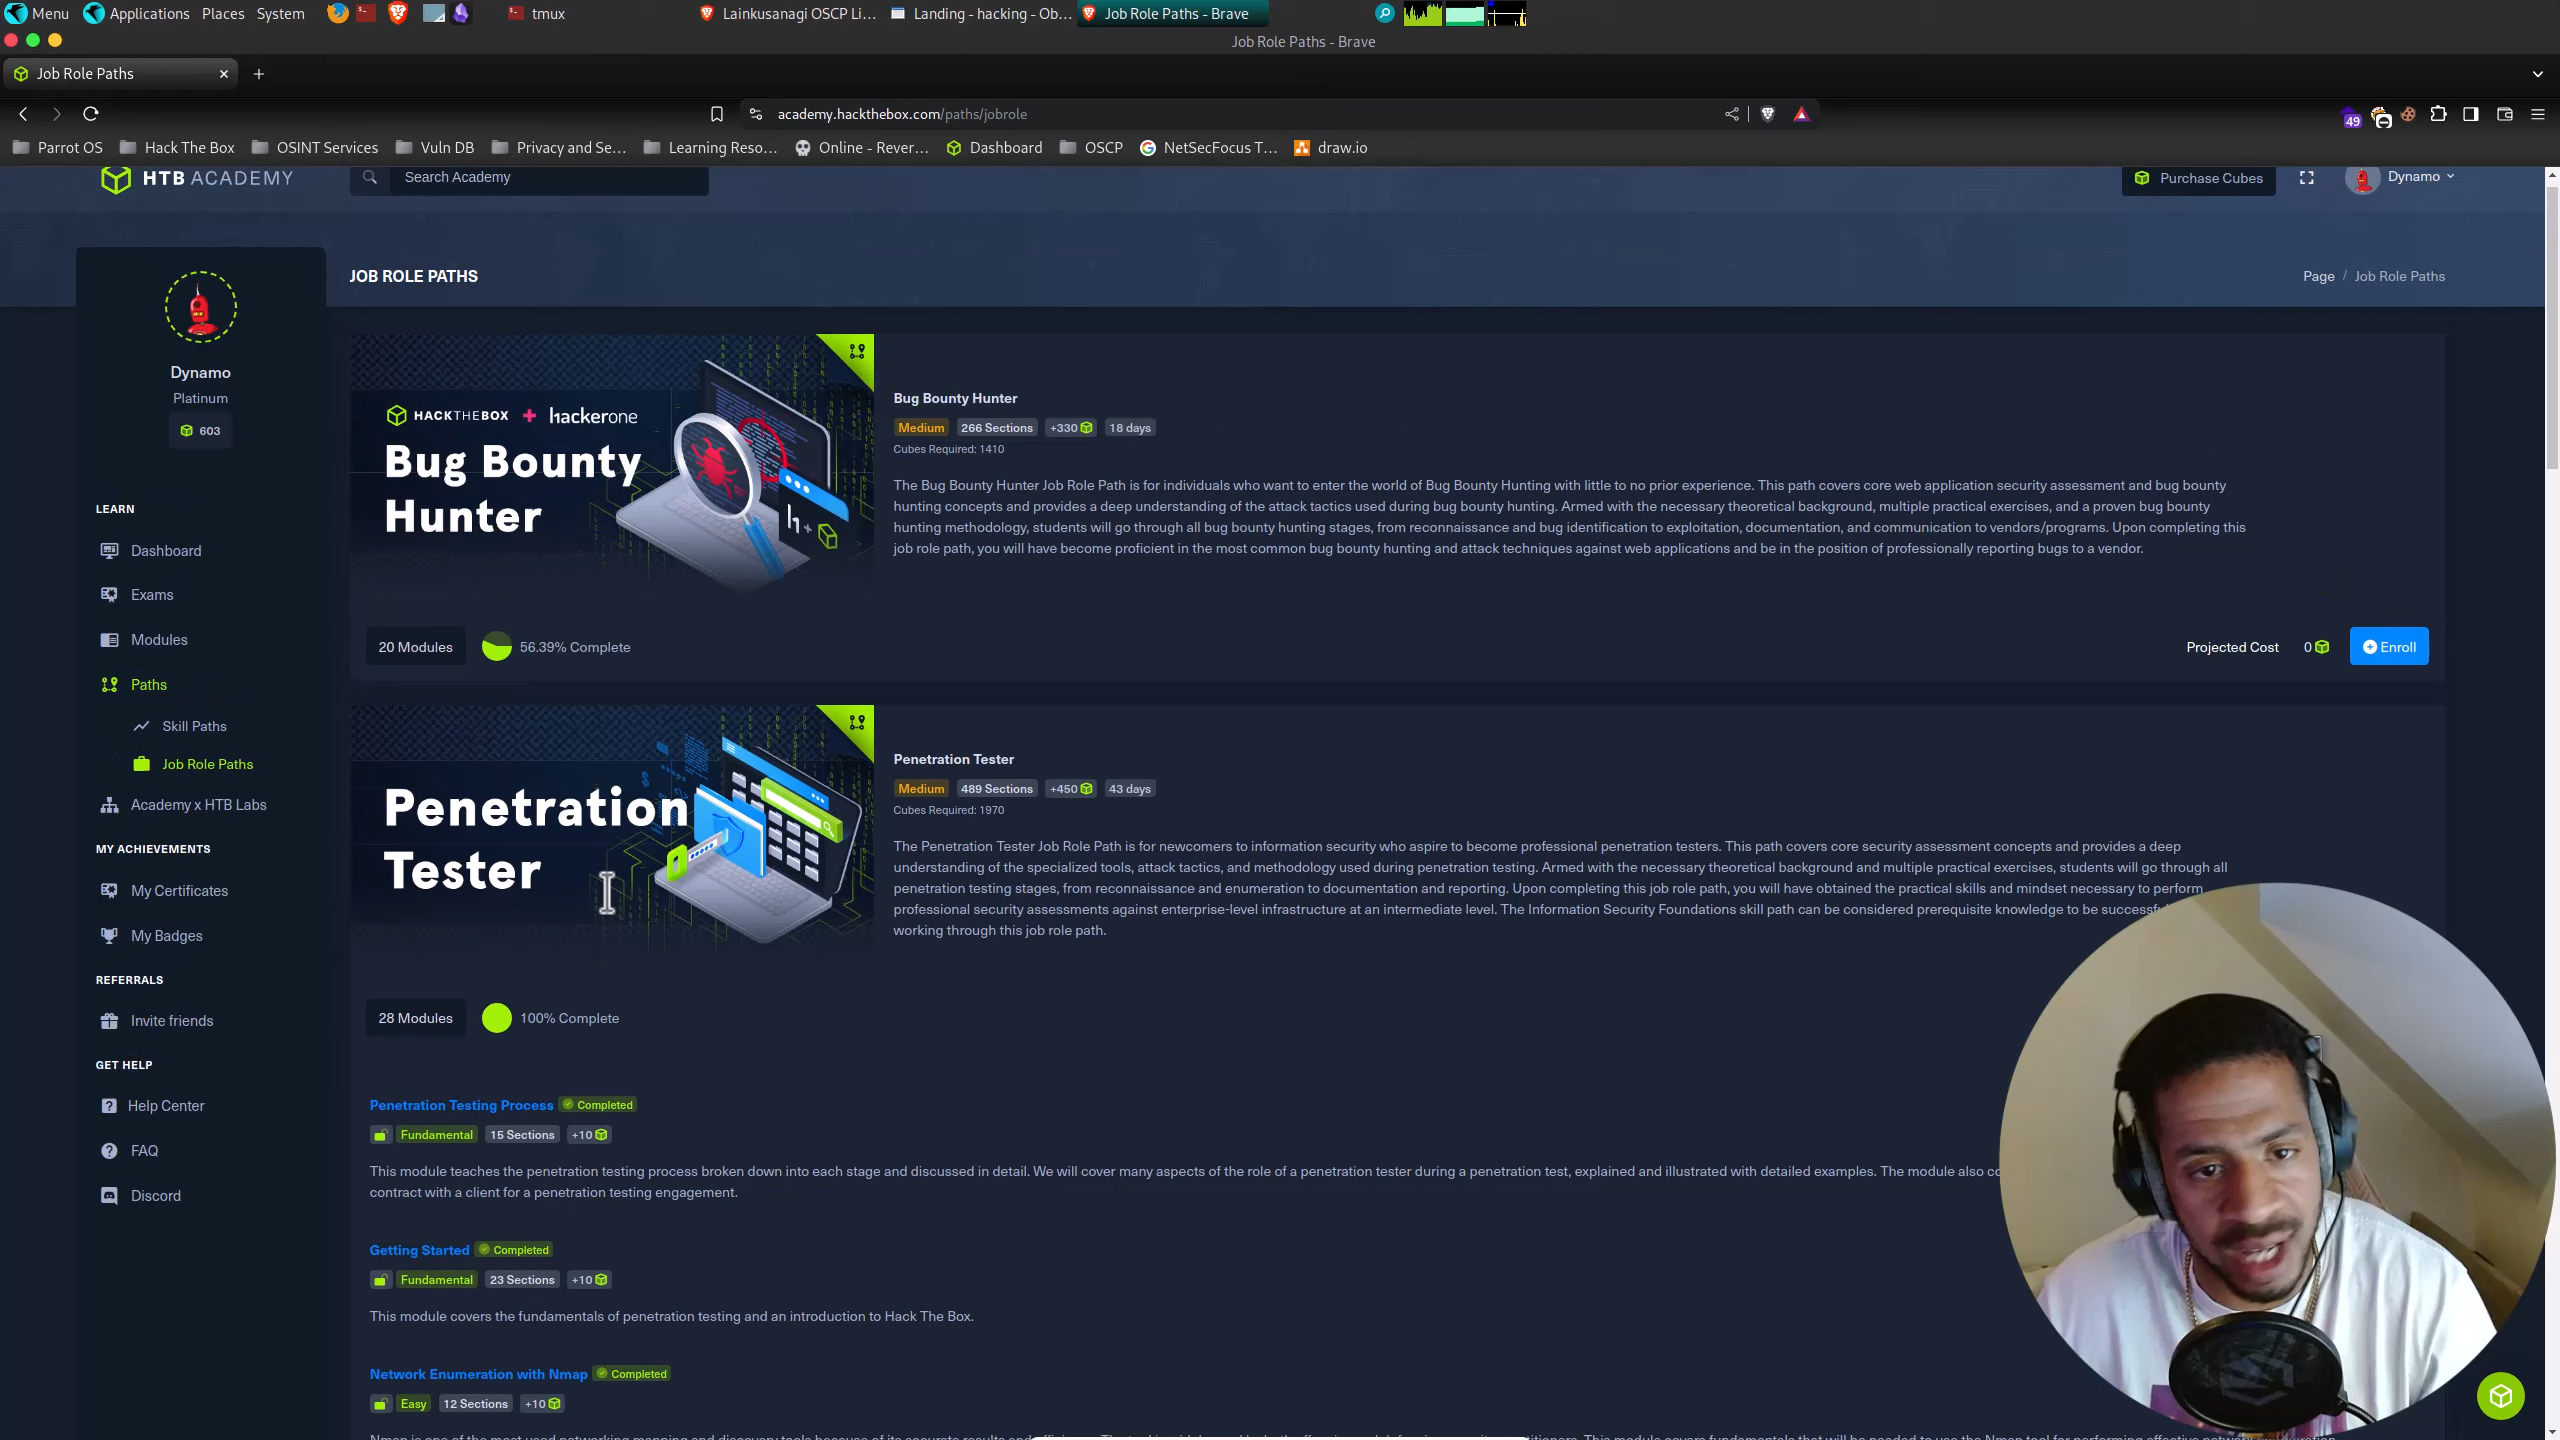 Menu Applications Places System tmux Lainkusanagi OSCP Li... Landing - hacking - Ob... Job Role Paths - Brave
Job Role Paths - Brave
Job Role Paths
academy.hackthebox.com/paths/jobrole
49
Parrot OS Hack The Box OSINT Services Vuln DB Privacy and Se... Learning Reso... Online - Rever... Dashboard OSCP NetSecFocus T... draw.io
HTB ACADEMY Search Academy Purchase Cubes Dynamo
JOB ROLE PATHS Page / Job Role Paths
Dynamo
Platinum
603
LEARN
Dashboard
Exams
Modules
Paths
Skill Paths
Job Role Paths
Academy x HTB Labs
MY ACHIEVEMENTS
My Certificates
My Badges
REFERRALS
Invite friends
GET HELP
Help Center
FAQ
Discord
HACKTHEBOX + hackerone
Bug Bounty
Hunter
Bug Bounty Hunter
Medium 266 Sections +330 18 days
Cubes Required: 1410
The Bug Bounty Hunter Job Role Path is for individuals who want to enter the world of Bug Bounty Hunting with little to no prior experience. This path covers core web application security assessment and bug bounty
hunting concepts and provides a deep understanding of the attack tactics used during bug bounty hunting. Armed with the necessary theoretical background, multiple practical exercises, and a proven bug bounty
hunting methodology, students will go through all bug bounty hunting stages, from reconnaissance and bug identification to exploitation, documentation, and communication to vendors/programs. Upon completing this
job role path, you will have become proficient in the most common bug bounty hunting and attack techniques against web applications and be in the position of professionally reporting bugs to a vendor.
20 Modules 56.39% Complete Projected Cost 0 Enroll
Penetration
Tester
Penetration Tester
Medium 489 Sections +450 43 days
Cubes Required: 1970
The Penetration Tester Job Role Path is for newcomers to information security who aspire to become professional penetration testers. This path covers core security assessment concepts and provides a deep
understanding of the specialized tools, attack tactics, and methodology used during penetration testing. Armed with the necessary theoretical background and multiple practical exercises, students will go through all
penetration testing stages, from reconnaissance and enumeration to documentation and reporting. Upon completing this job role path, you will have obtained the practical skills and mindset necessary to perform
professional security assessments against enterprise-level infrastructure at an intermediate level. The Information Security Foundations skill path can be considered prerequisite knowledge to be
working through this job role path.
28 Modules 100% Complete
Penetration Testing Process Completed
Fundamental 15 Sections +10
This module teaches the penetration testing process broken down into each stage and discussed in detail. We will cover many aspects of the role of a penetration tester during a penetration test, explained and illustrated with detailed examples. The module also
contract with a client for a penetration testing engagement.
Getting Started Completed
Fundamental 23 Sections +10
This module covers the fundamentals of penetration testing and an introduction to Hack The Box.
Network Enumeration with Nmap Completed
Easy 12 Sections +10